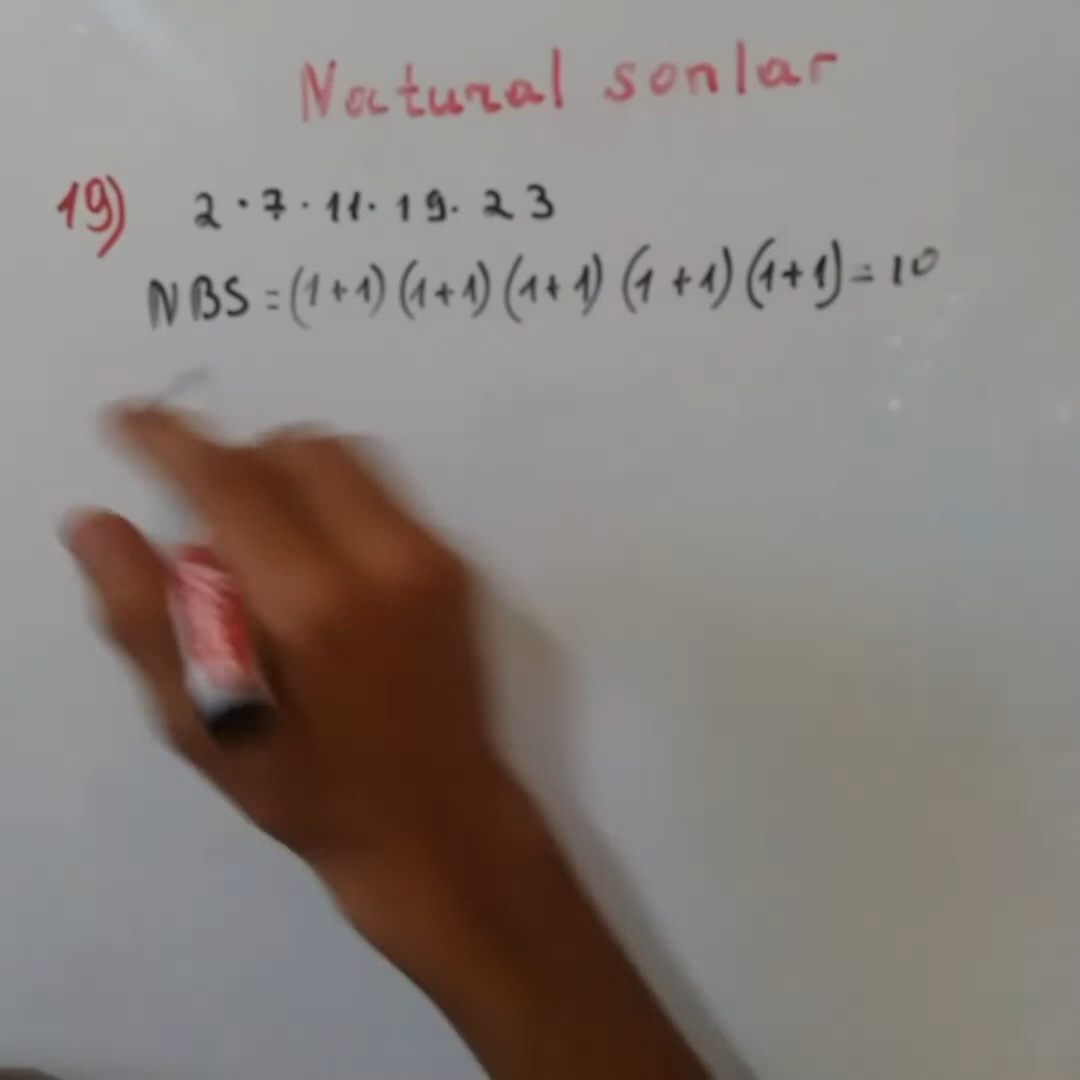 Natural sonlar
19) 2 · 7 · 11 · 19 · 23
NBS = (1+1) (1+1) (1+1) (1+1) (1+1) = 10